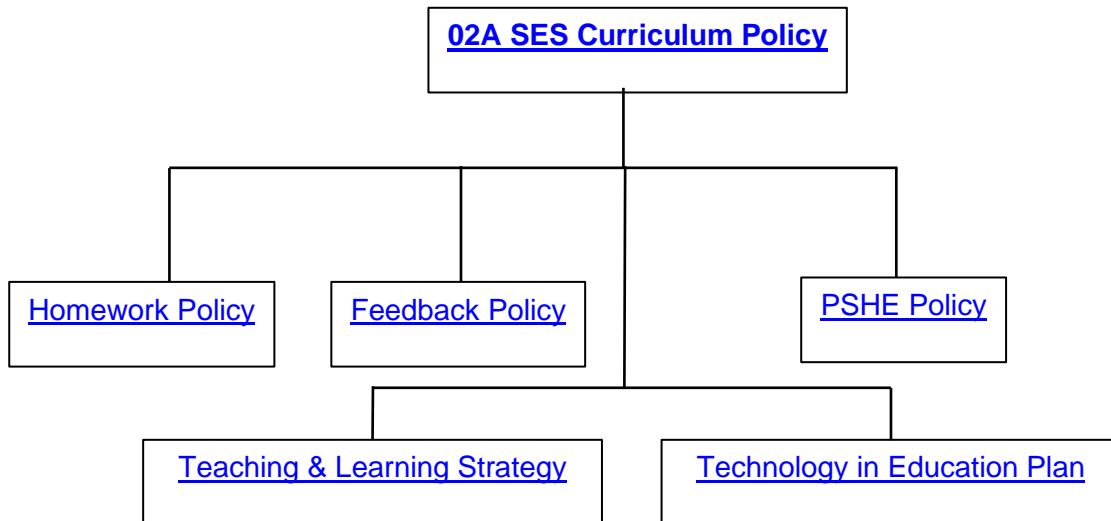 02A SES Curriculum Policy
Homework Policy
Feedback Policy
PSHE Policy
Teaching & Learning Strategy
Technology in Education Plan